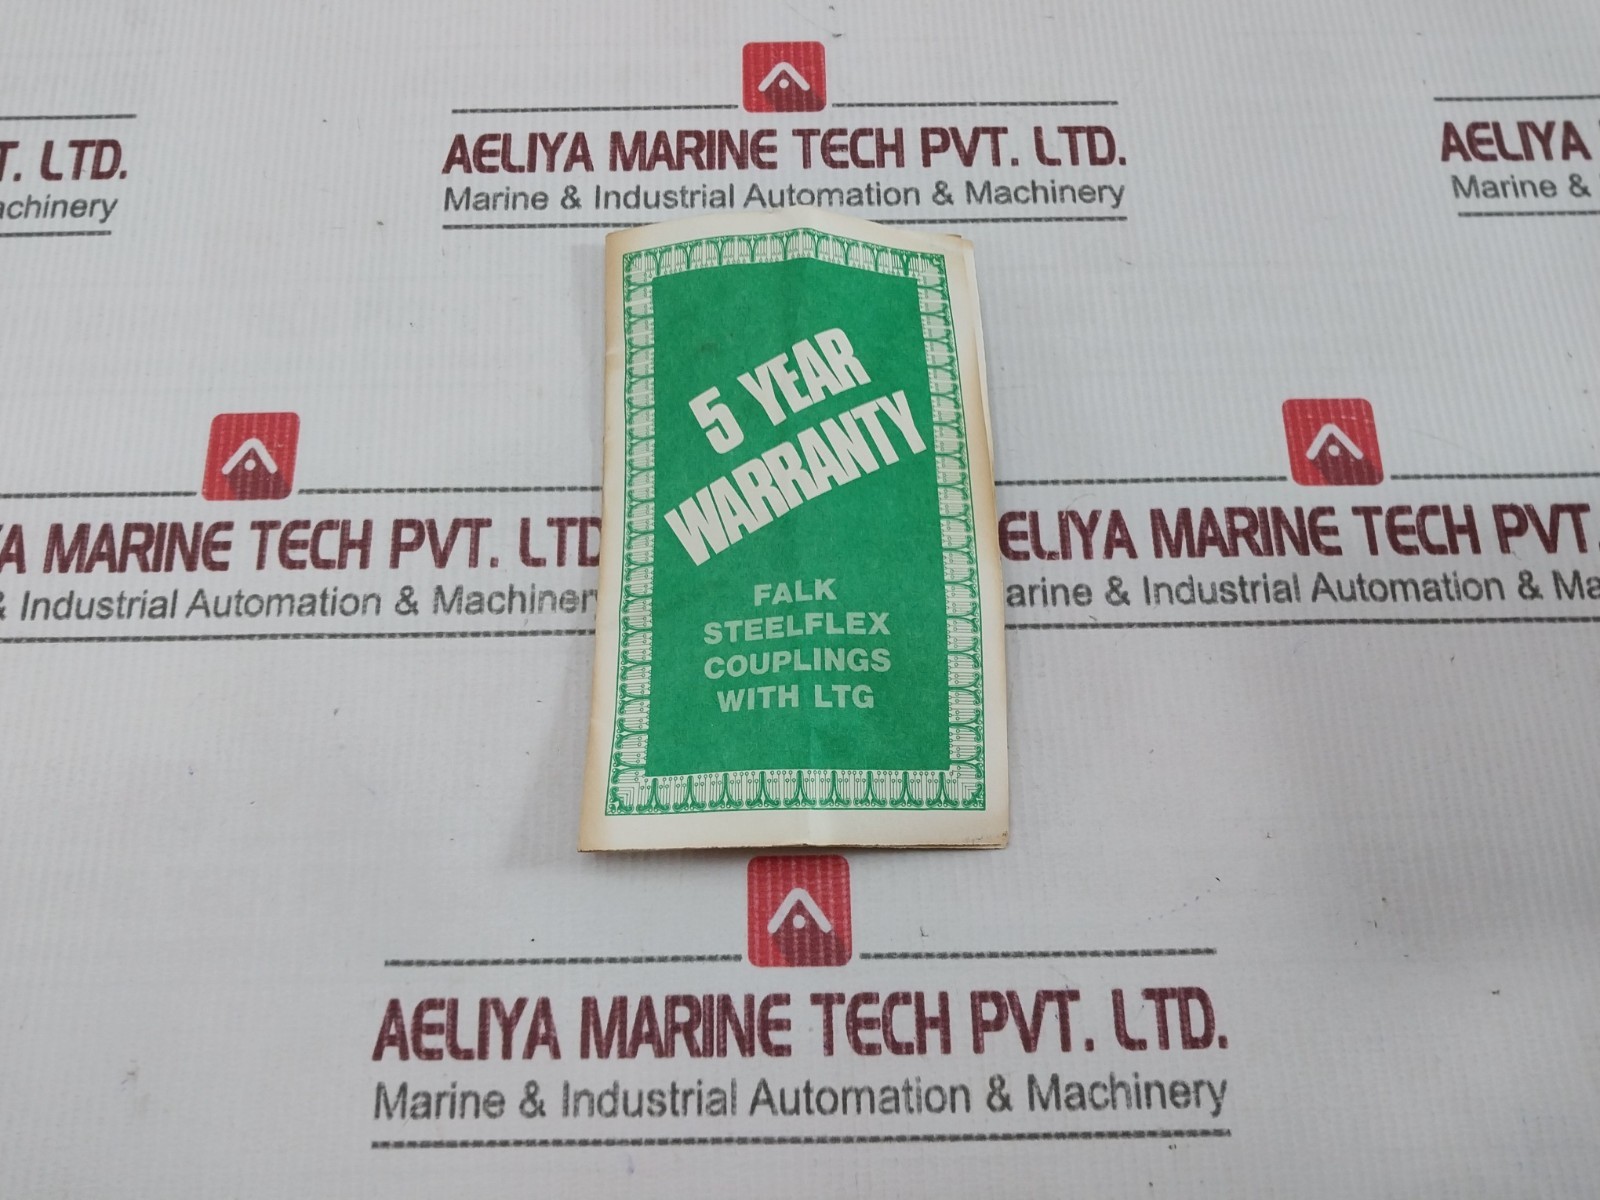 AELIYA MARINE TECH PVT. LTD.
Marine & Industrial Automation & Machinery
T. LTD.
achinery
AELIYA
Marine &
5 YEAR
WARRANTY
FALK
STEELFLEX
COUPLINGS
WITH LTG
A MARINE TECH PVT. LTD
& Industrial Automation & Machiner
ELIYA MARINE TECH PVT.
arine & Industrial Automation & Ma
AELIYA MARINE TECH PVT. LTD.
Marine & Industrial Automation & Machinery